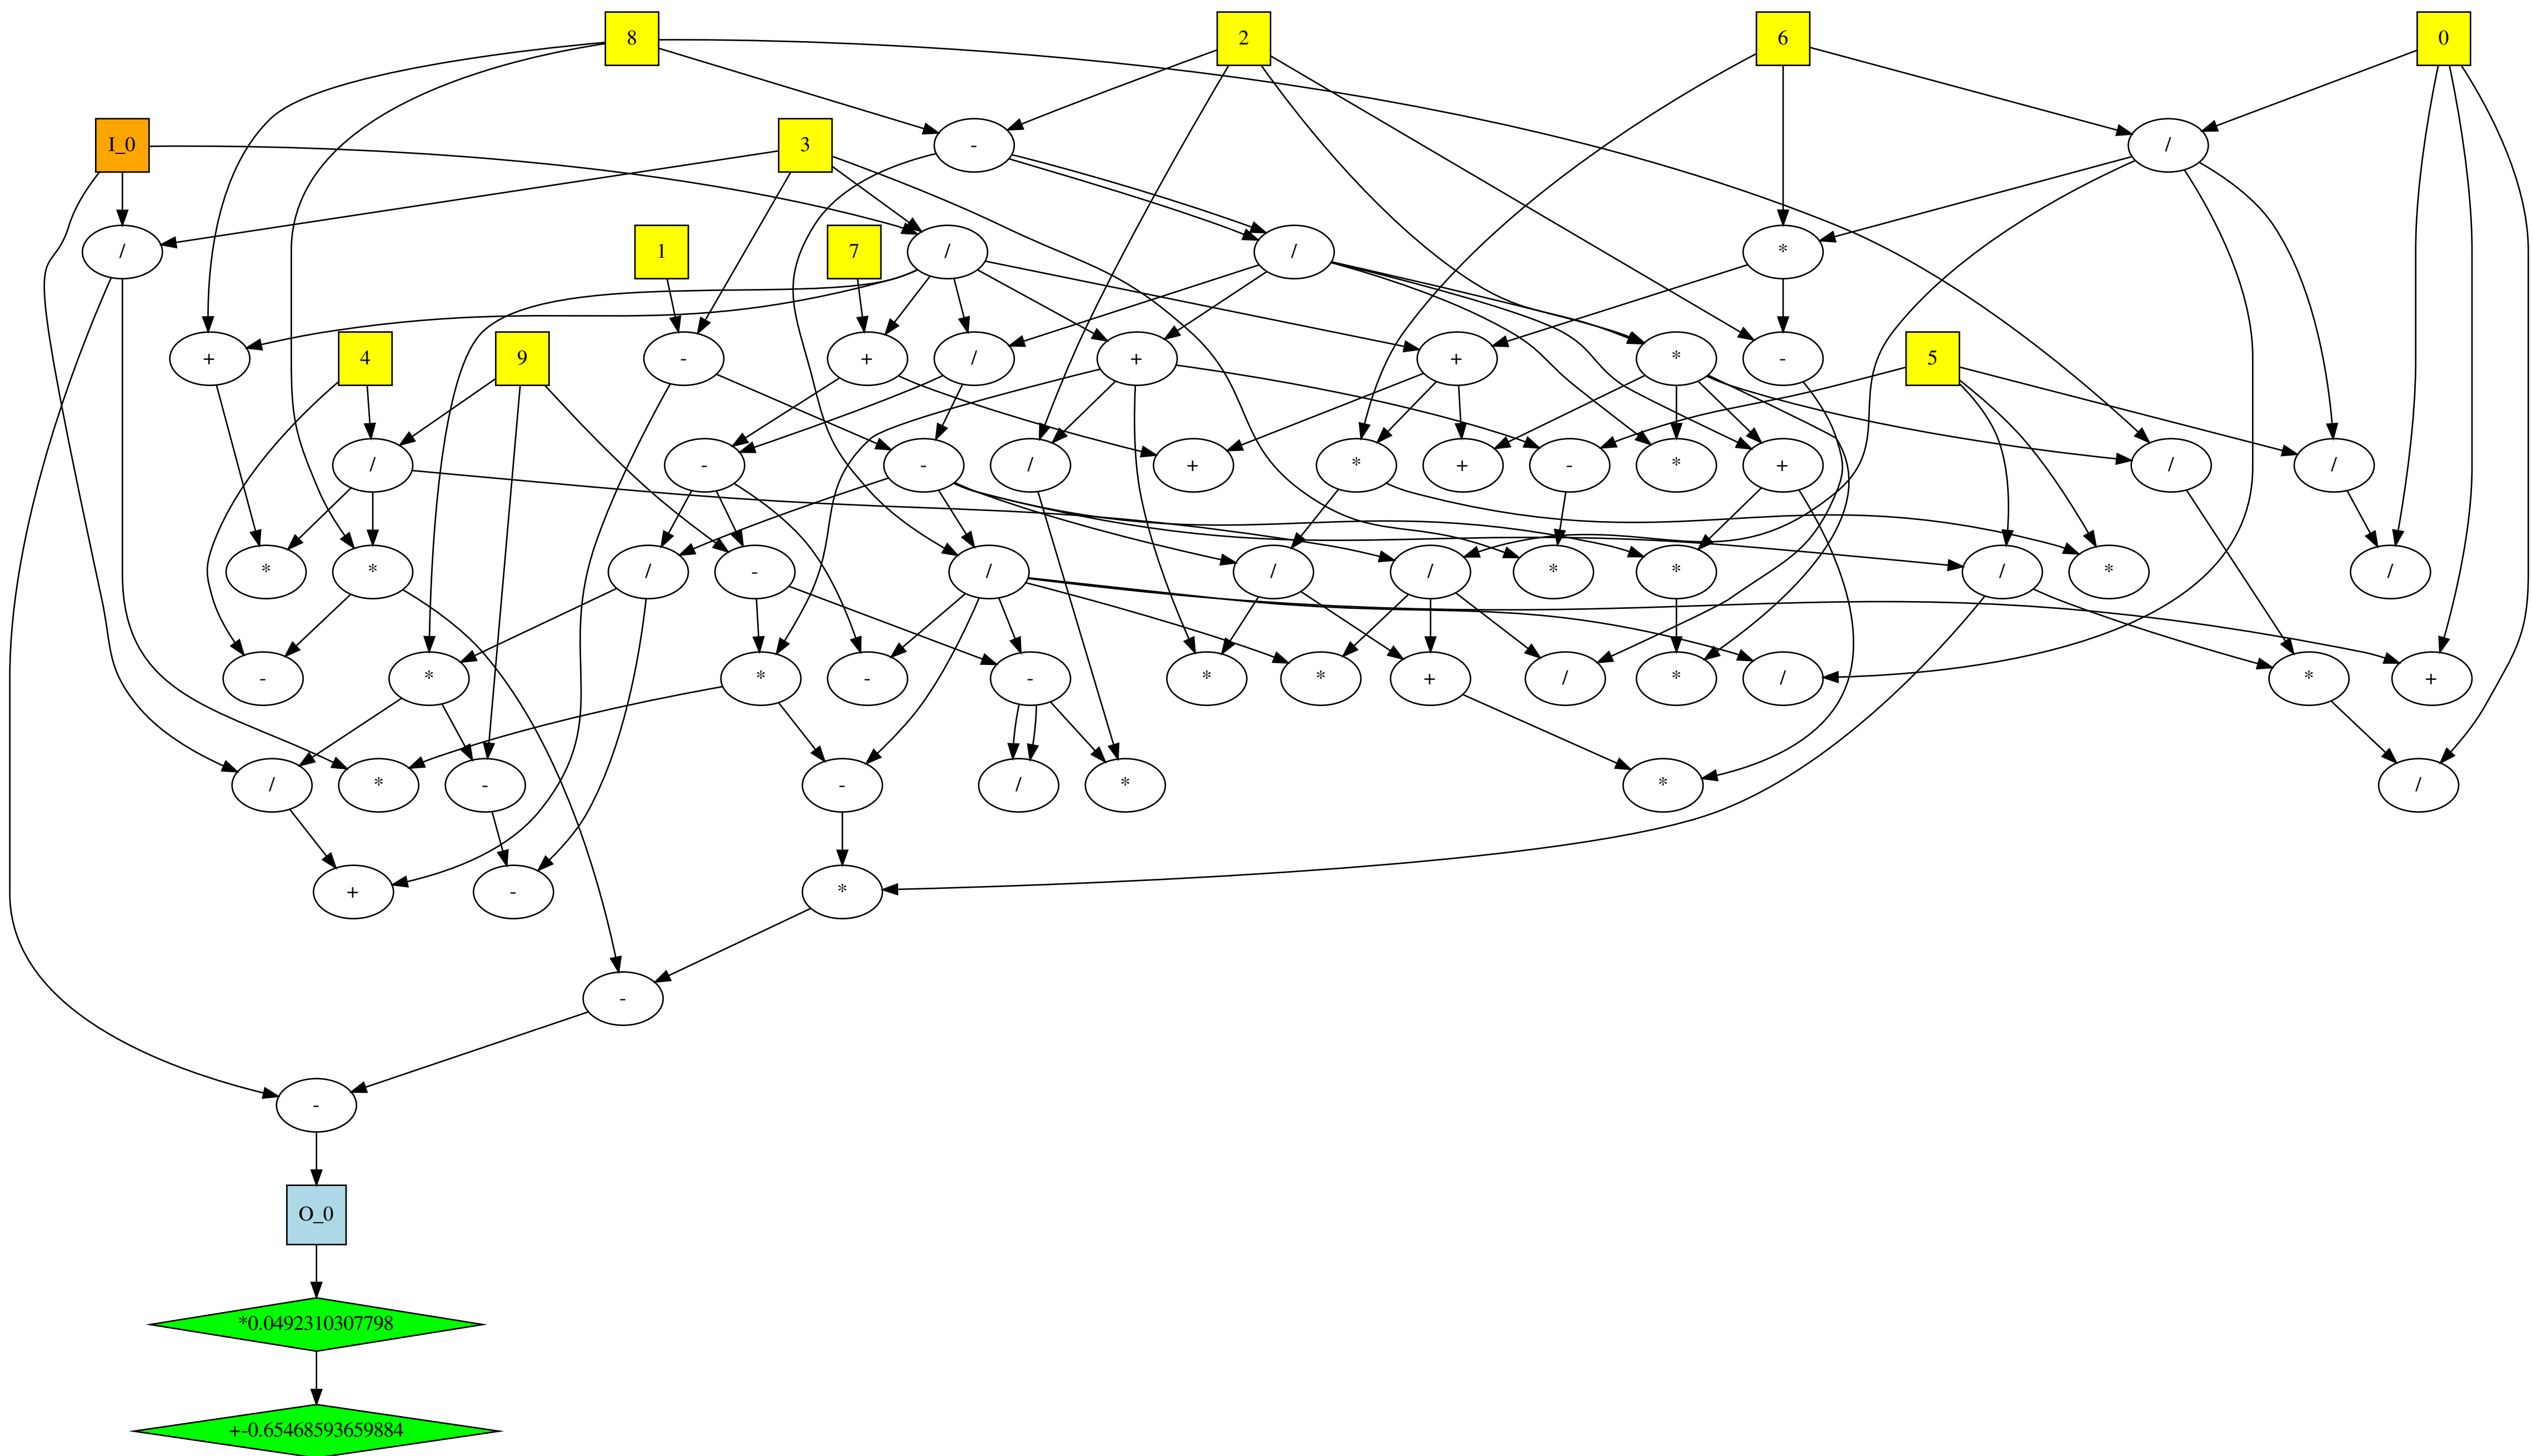 8 2 6 0
I_0 3 - /
/ 1 7 / / *
+ 4 9 - + / + + * - 5
/ - - / + * + - * + / /
* * / - / / / * * / * /
- * * - - * * + / * / * +
/ * - - / * * /
+ - *
-
-
O_0
*0.0492310307798
+-0.65468593659884